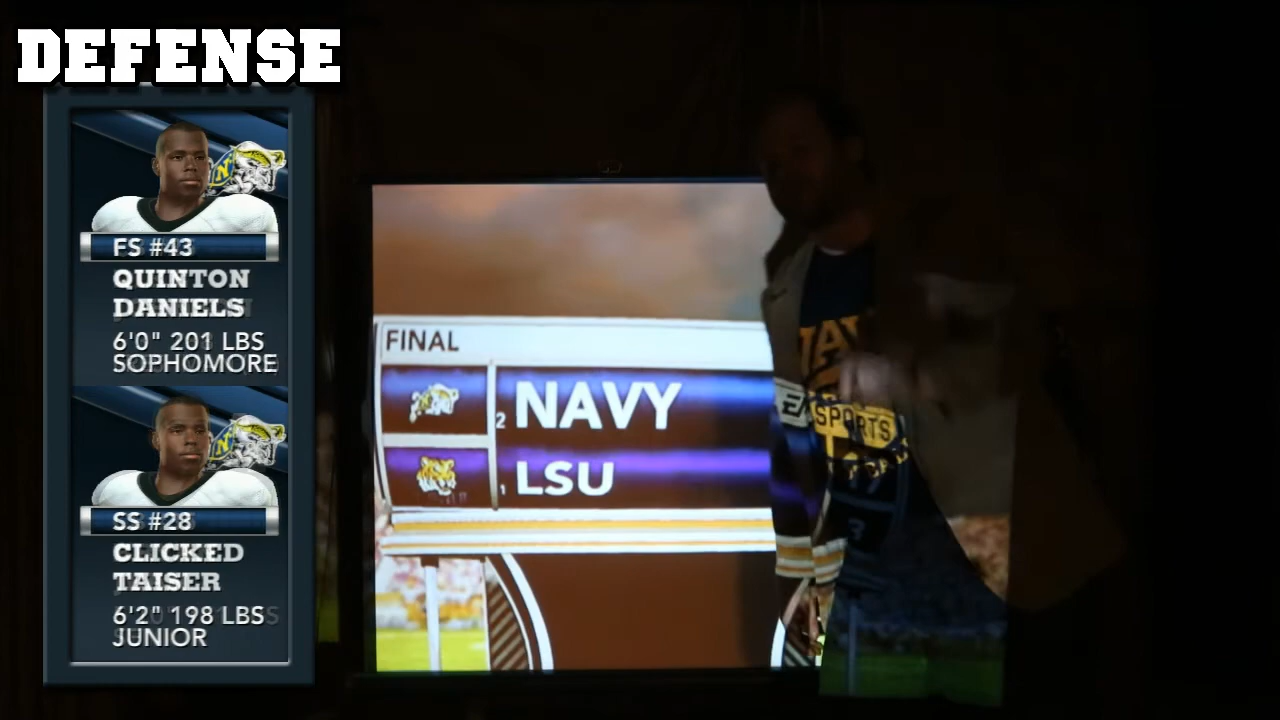 DEFENSE
FS #43
QUINTON
DANIELS
6'0" 201 LBS
SOPHOMORE
SS #28
CLICKED
TAISER
6'2" 198 LBS
JUNIOR
FINAL
2 NAVY
1 LSU
EA SPORTS